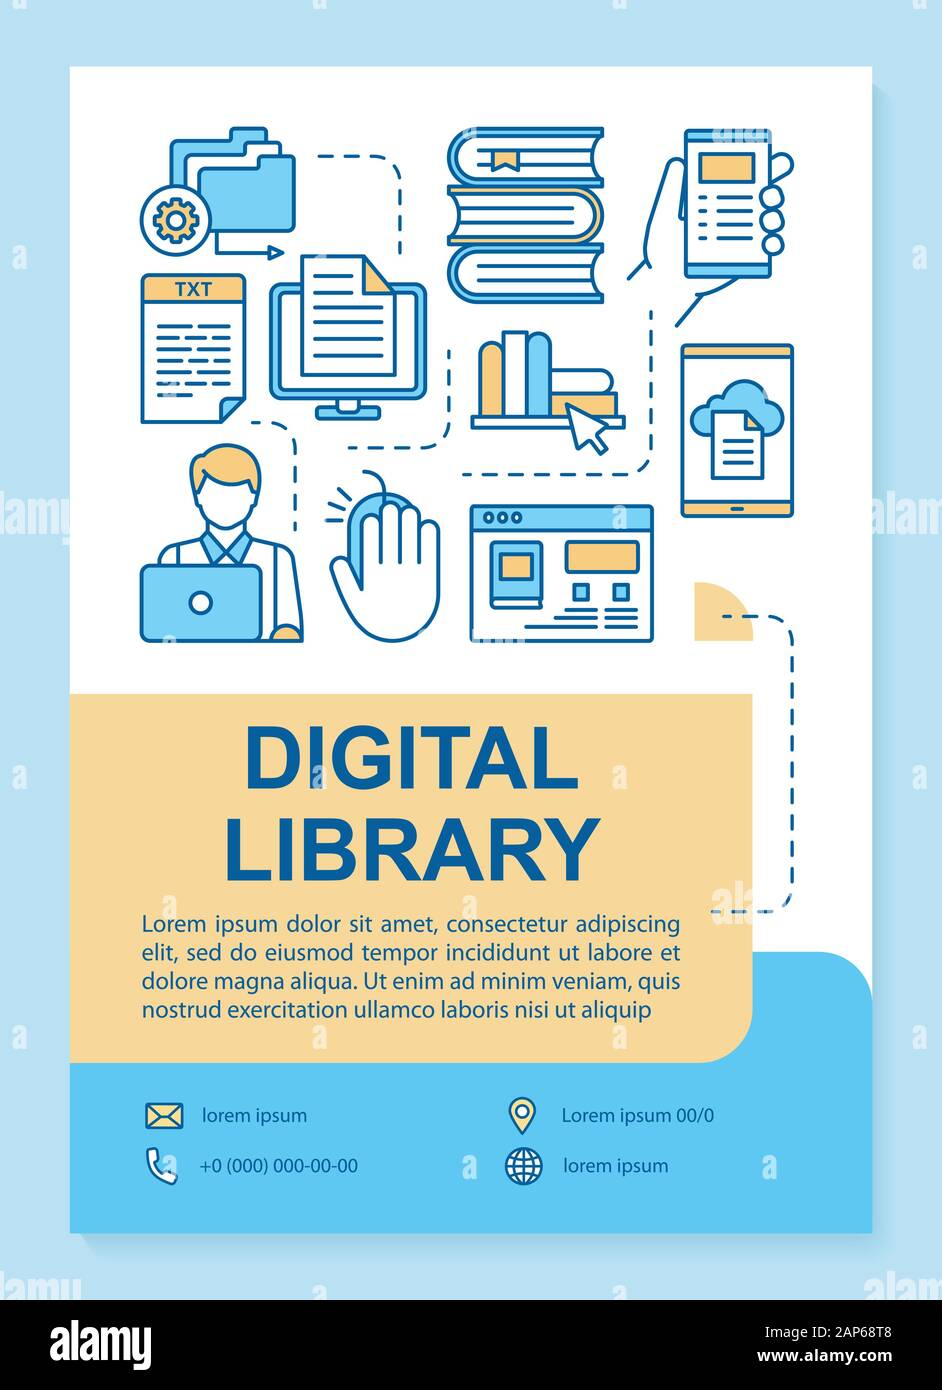 TXT
DIGITAL
LIBRARY
Lorem ipsum dolor sit amet, consectetur adipiscing
elit, sed do eiusmod tempor incididunt ut labore et
dolore magna aliqua. Ut enim ad minim veniam, quis
nostrud exercitation ullamco laboris nisi ut aliquip
lorem ipsum
Lorem ipsum 00/0
+0 (000) 000-00-00
lorem ipsum
alamy
Image ID: 2AP68T8
www.alamy.com